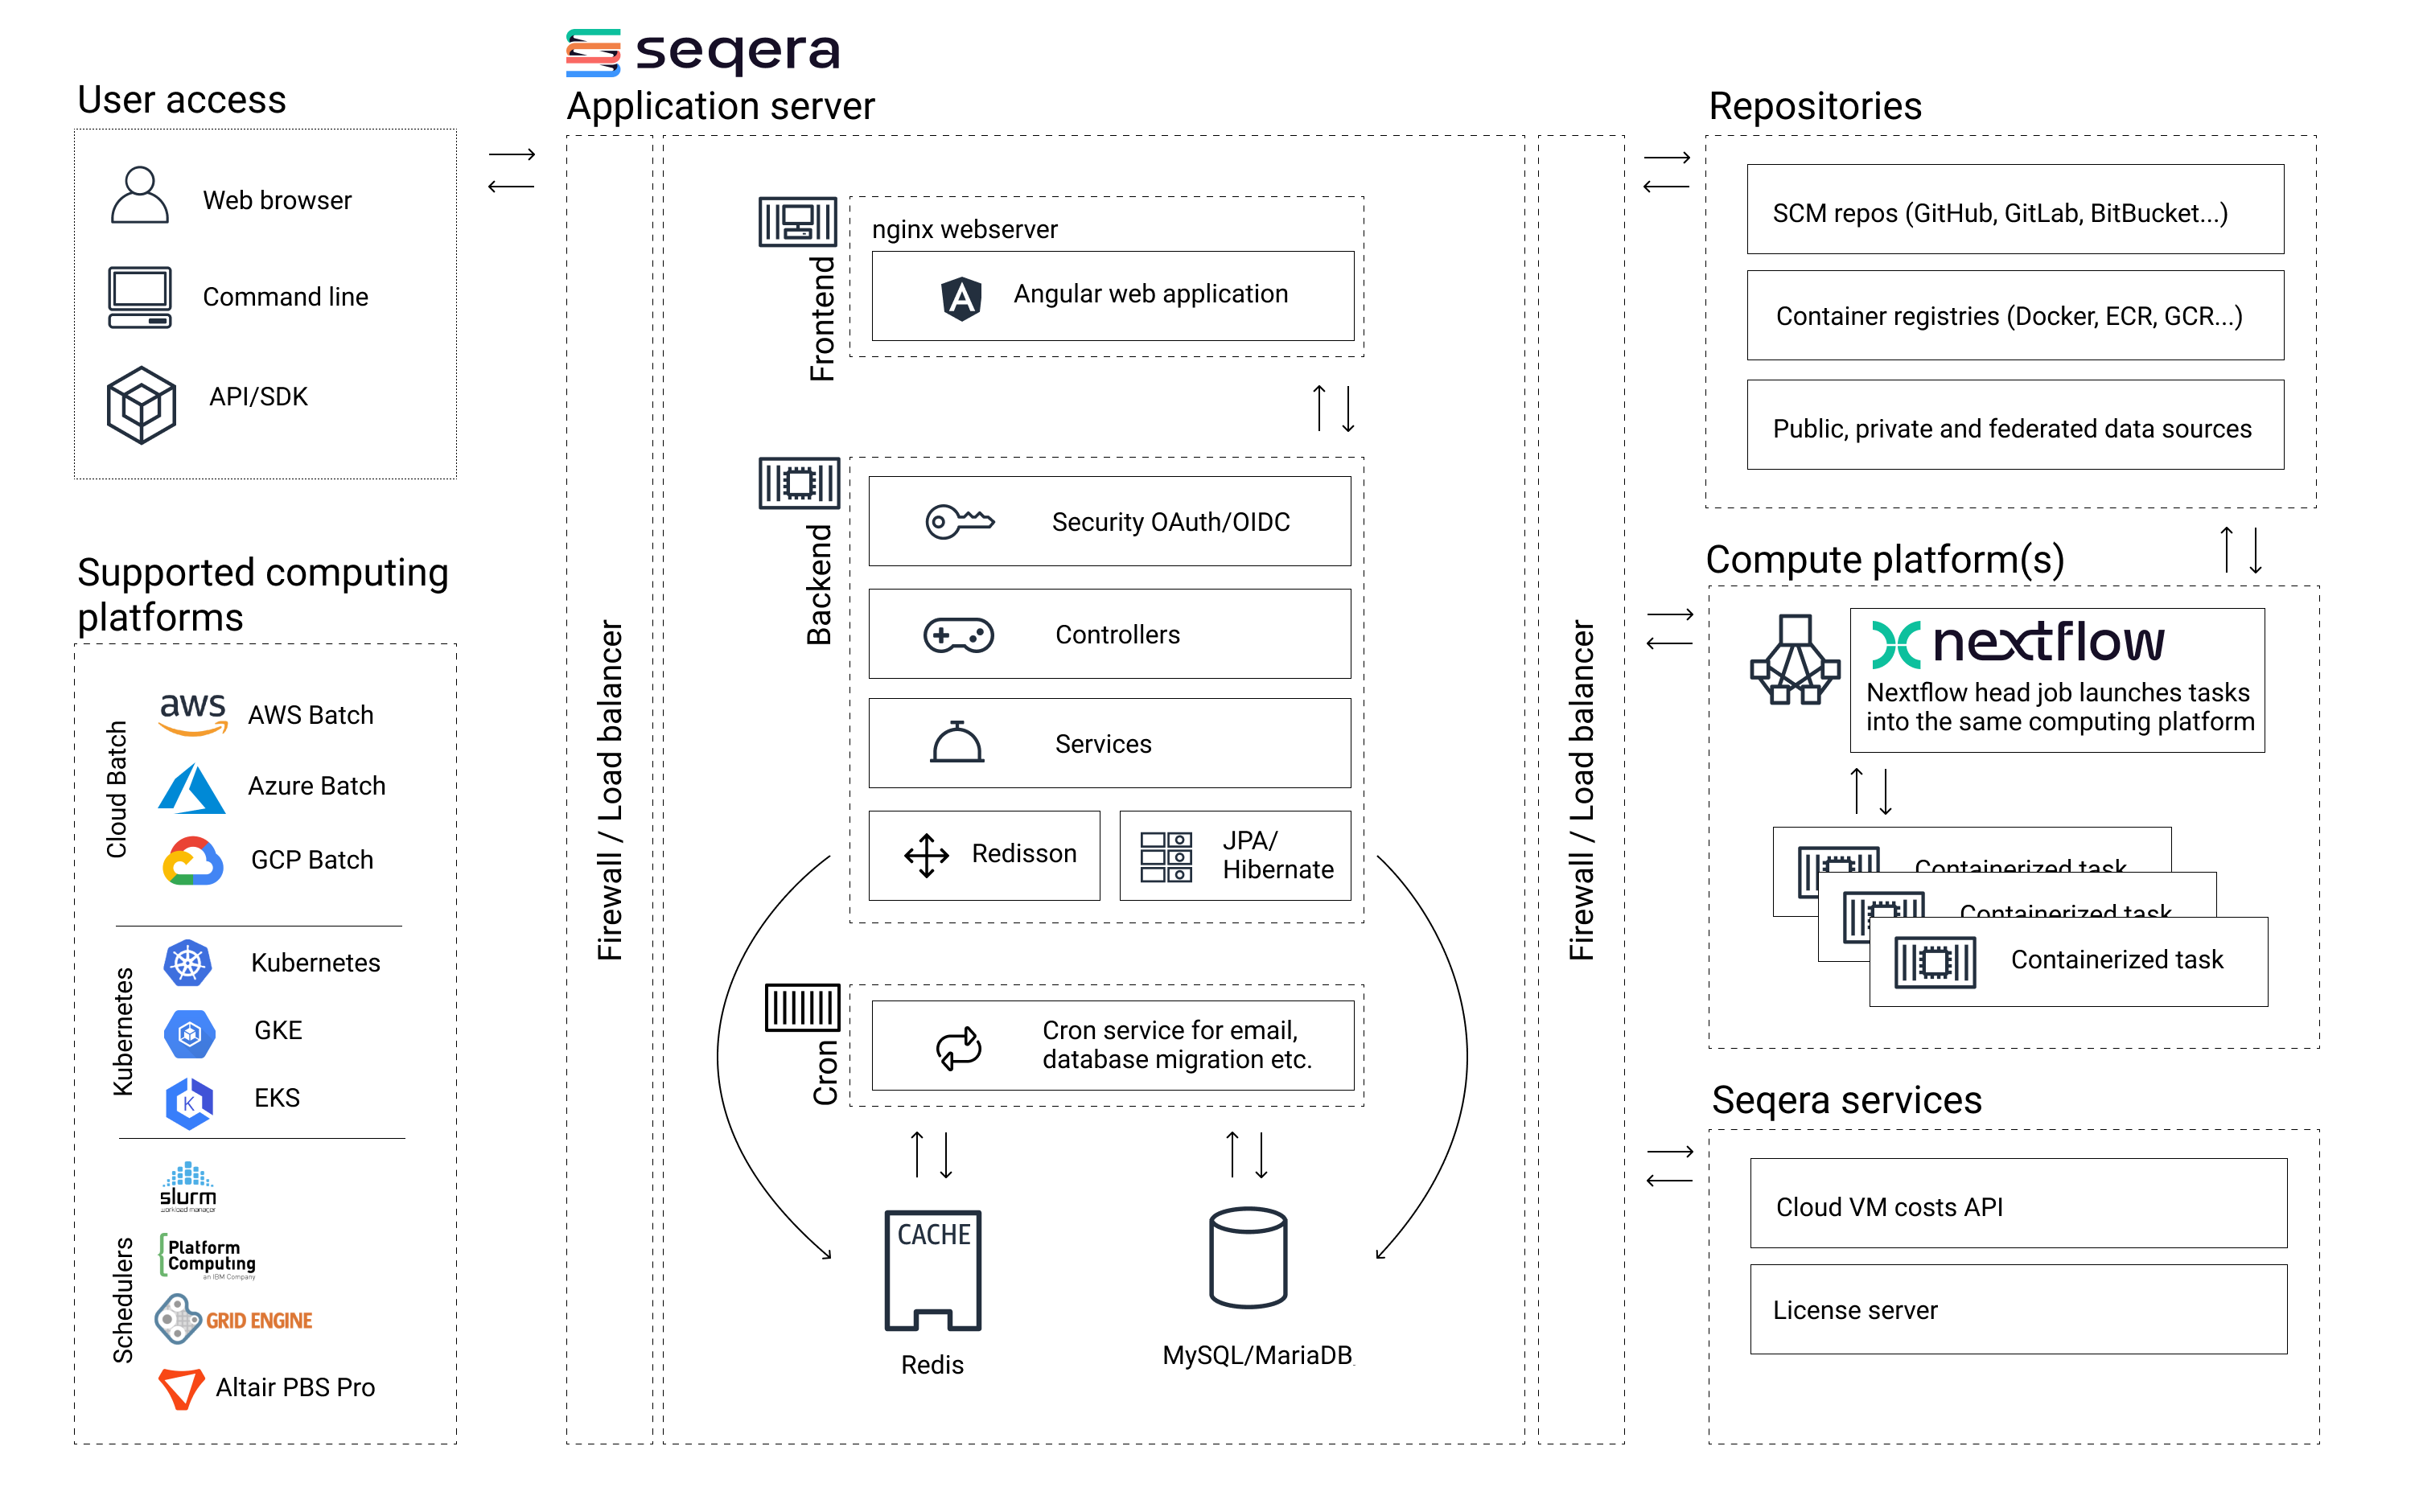 seqera
User access
Web browser
Command line
API/SDK
Supported computing
platforms
Cloud Batch
aws
AWS Batch
Azure Batch
GCP Batch
Kubernetes
Kubernetes
GKE
K
EKS
Schedulers
slurm
workload manager
Platform
Computing
an IBM Company
GRID ENGINE
Altair PBS Pro
Application server
Firewall / Load balancer
Frontend
nginx webserver
A
Angular web application
Backend
Security OAuth/OIDC
Controllers
Services
Redisson
JPA/
Hibernate
Cron
Cron service for email,
database migration etc.
CACHE
Redis
MySQL/MariaDB.
Firewall / Load balancer
Repositories
SCM repos (GitHub, GitLab, BitBucket...)
Container registries (Docker, ECR, GCR...)
Public, private and federated data sources
Compute platform(s)
nextflow
Nextflow head job launches tasks
into the same computing platform
Containerized task
Containerized task
Containerized task
Seqera services
Cloud VM costs API
License server